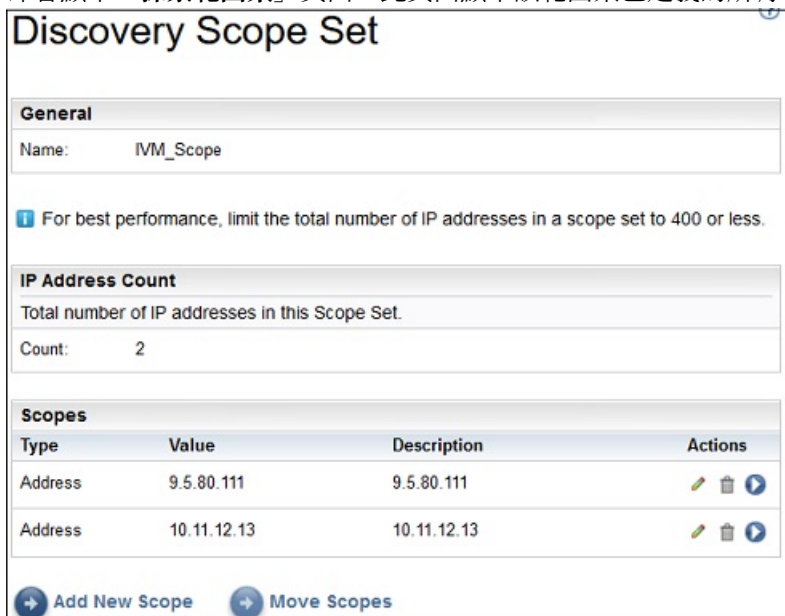 Discovery Scope Set
General
Name: IVM_Scope
For best performance, limit the total number of IP addresses in a scope set to 400 or less.
IP Address Count
Total number of IP addresses in this Scope Set.
Count: 2
Scopes
Type Value Description Actions
Address 9.5.80.111 9.5.80.111
Address 10.11.12.13 10.11.12.13
Add New Scope Move Scopes